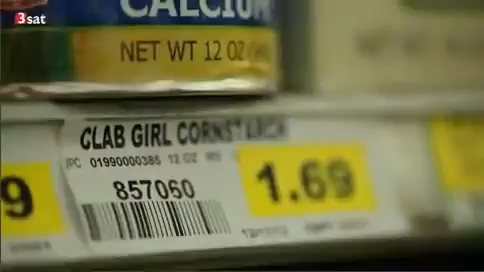 3sat
CALCIUM
NET WT 12 OZ
CLAB GIRL CORNSTARCH
01990000385 12 OZ
857060
9
1.69